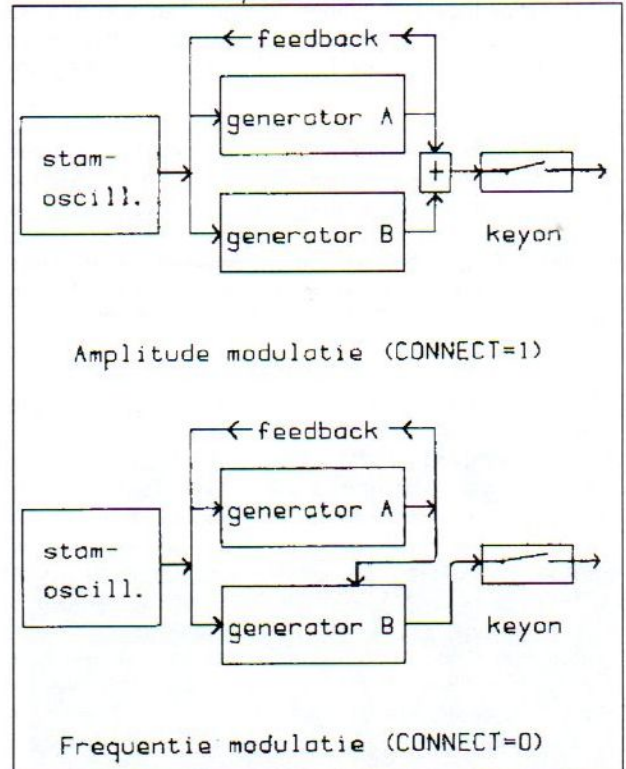 feedback
generator A
stam-
oscill.
+
generator B
keyon
Amplitude modulatie (CONNECT=1)
feedback
generator A
stam-
oscill.
generator B
keyon
Frequentie modulatie (CONNECT=0)